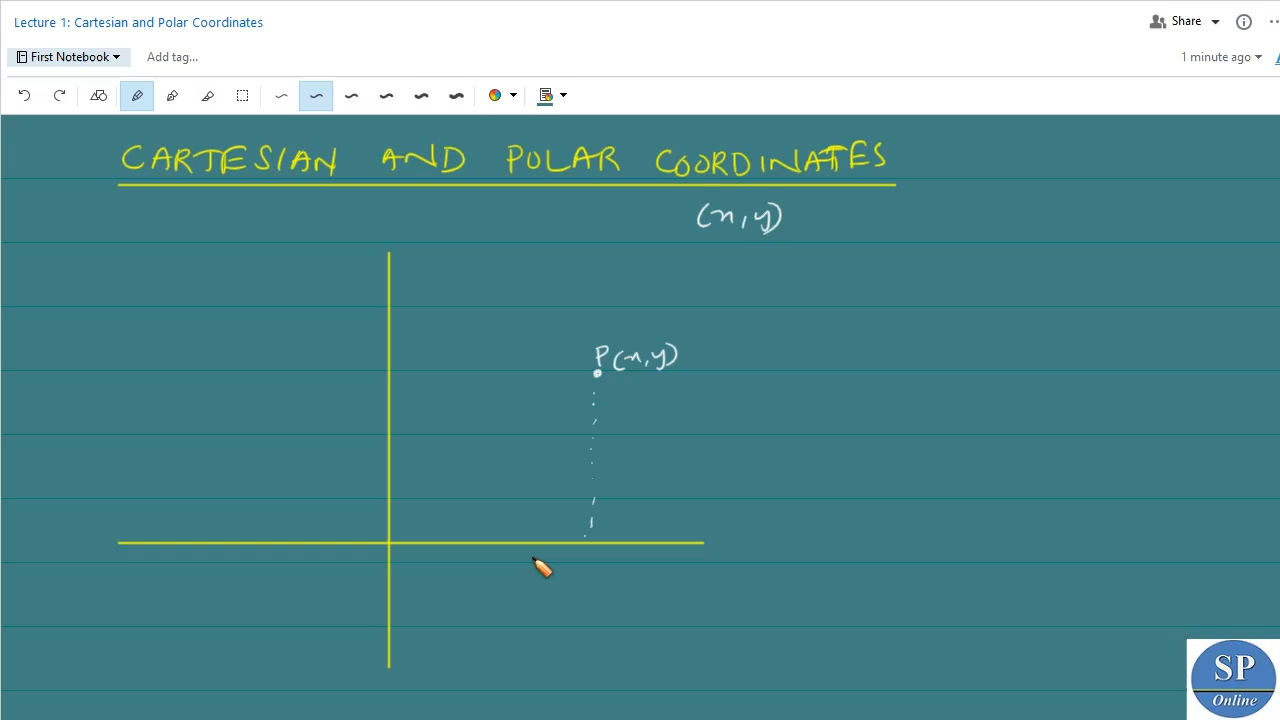 Lecture 1: Cartesian and Polar Coordinates
Share
First Notebook
Add tag...
1 minute ago
CARTESIAN AND POLAR COORDINATES
(x, y)
P(x, y)
SP
Online